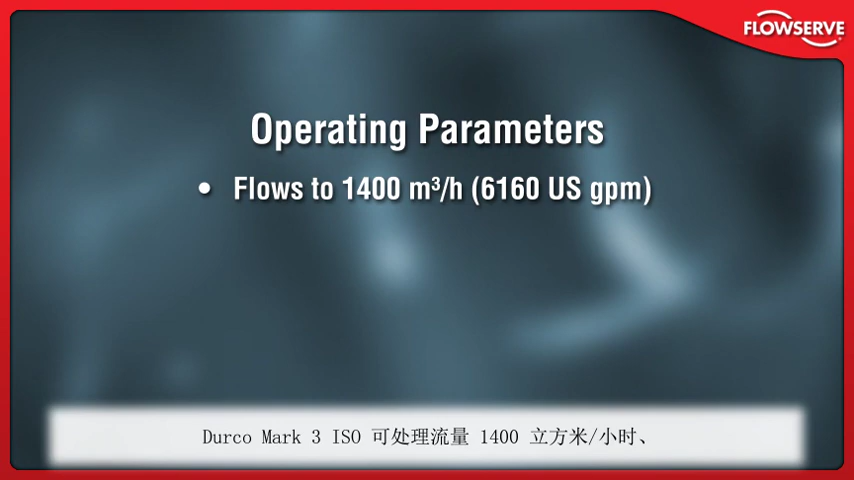 FLOWSERVE
Operating Parameters
• Flows to 1400 m³/h (6160 US gpm)
Durco Mark 3 ISO 可处理流量 1400 立方米/小时、